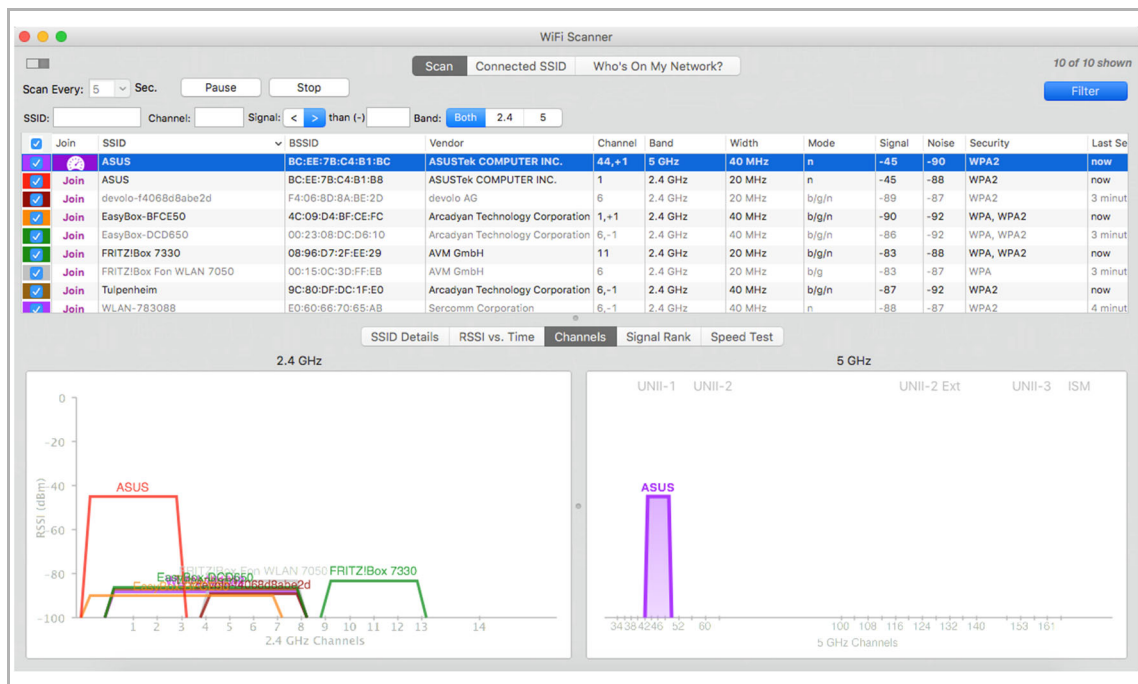 WiFi Scanner
Scan Connected SSID Who's On My Network?
10 of 10 shown
Scan Every: 5 Sec. Pause Stop
Filter
SSID: Channel: Signal: < > than (-) Band: Both 2.4 5
Join SSID BSSID Vendor Channel Band Width Mode Signal Noise Security Last Se
ASUS BC:EE:7B:C4:B1:BC ASUSTek COMPUTER INC. 44,+1 5 GHz 40 MHz n -45 -90 WPA2 now
Join ASUS BC:EE:7B:C4:B1:B8 ASUSTek COMPUTER INC. 1 2.4 GHz 20 MHz n -45 -88 WPA2 now
Join devolo-f4068d8abe2d F4:06:8D:8A:BE:2D devolo AG 6 2.4 GHz 20 MHz b/g/n -89 -87 WPA2 3 minut
Join EasyBox-BFCE50 4C:09:D4:BF:CE:FC Arcadyan Technology Corporation 1,+1 2.4 GHz 40 MHz b/g/n -90 -92 WPA, WPA2 now
Join EasyBox-DCD650 00:23:08:DC:D6:10 Arcadyan Technology Corporation 6,-1 2.4 GHz 40 MHz b/g/n -86 -92 WPA, WPA2 3 minut
Join FRITZ!Box 7330 08:96:D7:2F:EE:29 AVM GmbH 11 2.4 GHz 20 MHz b/g/n -83 -88 WPA, WPA2 now
Join FRITZ!Box Fon WLAN 7050 00:15:0C:3D:FF:EB AVM GmbH 6 2.4 GHz 20 MHz b/g -83 -87 WPA 3 minut
Join Tulpenheim 9C:80:DF:DC:1F:E0 Arcadyan Technology Corporation 6,-1 2.4 GHz 40 MHz b/g/n -87 -92 WPA2 now
Join WLAN-783088 E0:60:66:70:65:AB Sercomm Corporation 6,-1 2.4 GHz 40 MHz n -88 -87 WPA2 4 minut
SSID Details RSSI vs. Time Channels Signal Rank Speed Test
2.4 GHz
0
-20
-40
-60
-80
-100
RSSI (dBm)
ASUS
FRITZ!Box Fon WLAN 7050
FRITZ!Box 7330
EasyBox-DCD650
devolo-f4068d8abe2d
1 2 3 4 5 6 7 8 9 10 11 12 13 14
2.4 GHz Channels
5 GHz
UNII-1 UNII-2 UNII-2 Ext UNII-3 ISM
ASUS
34 38 42 46 52 60 100 108 116 124 132 140 153 161
5 GHz Channels